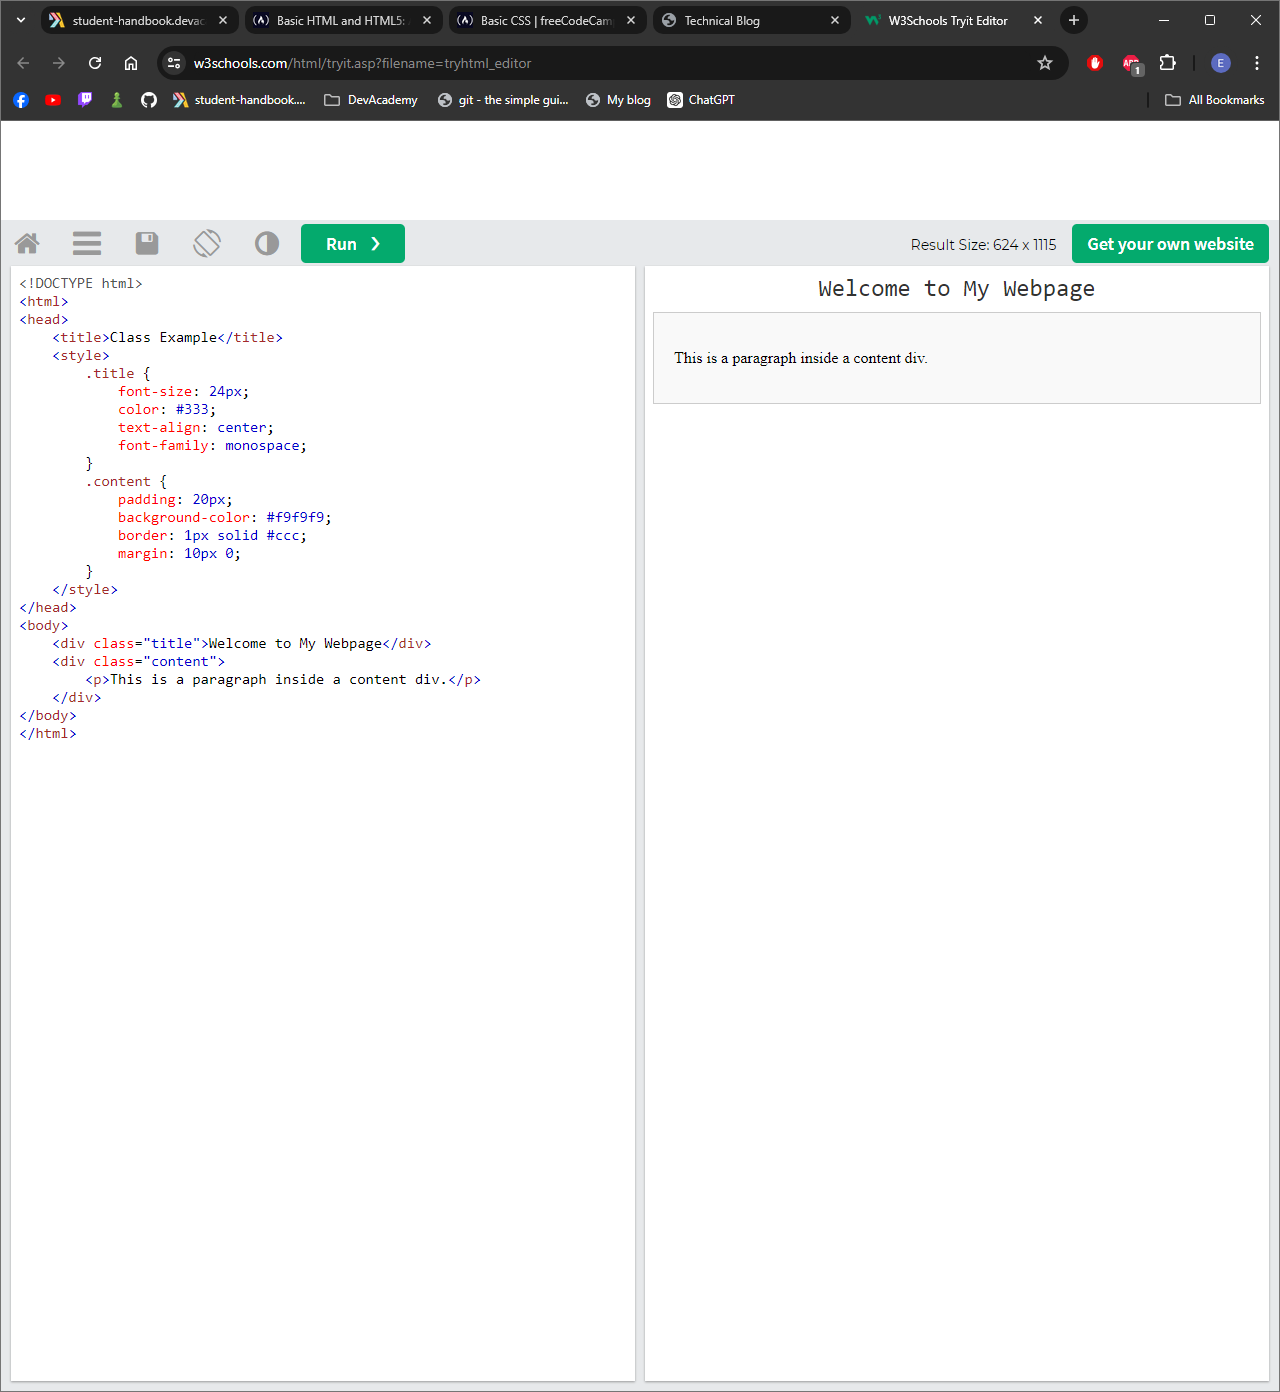 student-handbook.devac
Basic HTML and HTML5:
Basic CSS | freeCodeCam
Technical Blog
W3Schools Tryit Editor
w3schools.com/html/tryit.asp?filename=tryhtml_editor
ABP
1
E
student-handbook....
DevAcademy
git - the simple gui...
My blog
ChatGPT
All Bookmarks
Run ❯
Result Size: 624 x 1115
Get your own website
<!DOCTYPE html>
<html>
<head>
    <title>Class Example</title>
    <style>
        .title {
            font-size: 24px;
            color: #333;
            text-align: center;
            font-family: monospace;
        }
        .content {
            padding: 20px;
            background-color: #f9f9f9;
            border: 1px solid #ccc;
            margin: 10px 0;
        }
    </style>
</head>
<body>
    <div class="title">Welcome to My Webpage</div>
    <div class="content">
        <p>This is a paragraph inside a content div.</p>
    </div>
</body>
</html>
Welcome to My Webpage
This is a paragraph inside a content div.